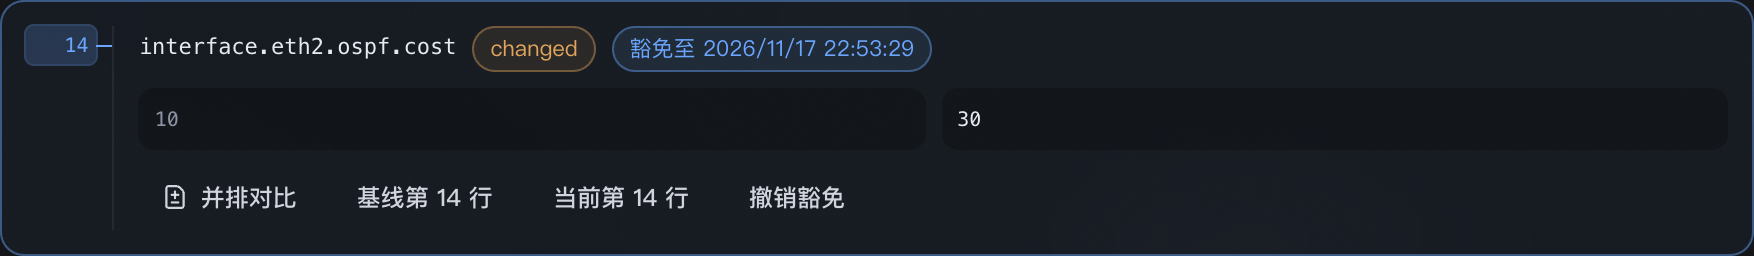 14 interface.eth2.ospf.cost changed 豁免至 2026/11/17 22:53:29
10 30
并排对比 基线第 14 行 当前第 14 行 撤销豁免